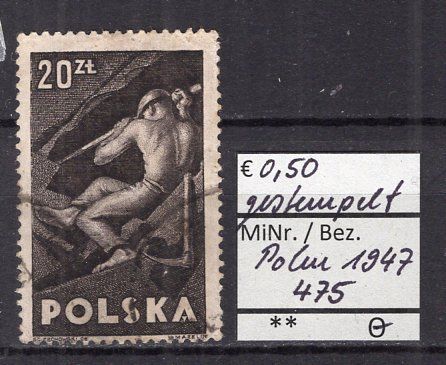 20 ZŁ
POLSKA
€ 0,50
gestempelt
MiNr. / Bez.
Polen 1947
475
**